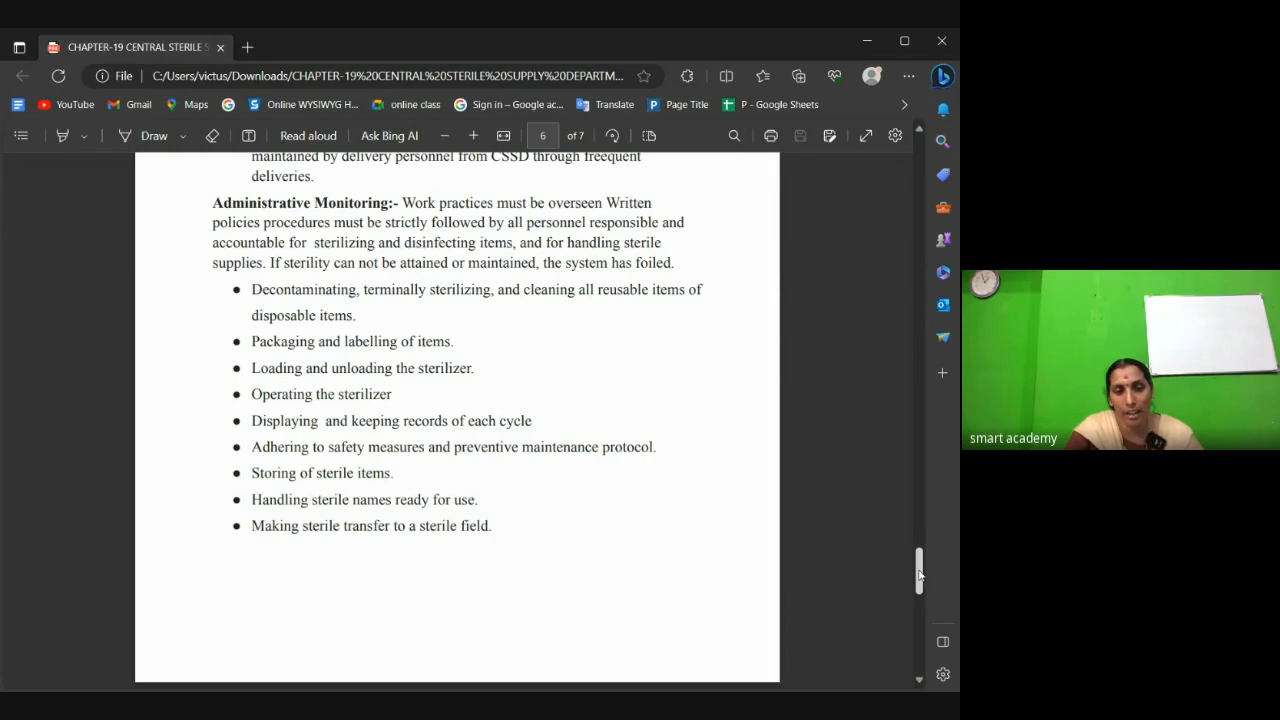 CHAPTER-19 CENTRAL STERILE S
File C:/Users/victus/Downloads/CHAPTER-19%20CENTRAL%20STERILE%20SUPPLY%20DEPARTM...
YouTube Gmail Maps Online WYSIWYG H... online class Sign in – Google ac... Translate Page Title P - Google Sheets
Draw Read aloud Ask Bing AI 6 of 7
maintained by delivery personnel from CSSD through freequent
deliveries.
Administrative Monitoring:- Work practices must be overseen Written
policies procedures must be strictly followed by all personnel responsible and
accountable for sterilizing and disinfecting items, and for handling sterile
supplies. If sterility can not be attained or maintained, the system has foiled.
● Decontaminating, terminally sterilizing, and cleaning all reusable items of
disposable items.
● Packaging and labelling of items.
● Loading and unloading the sterilizer.
● Operating the sterilizer
● Displaying and keeping records of each cycle
● Adhering to safety measures and preventive maintenance protocol.
● Storing of sterile items.
● Handling sterile names ready for use.
● Making sterile transfer to a sterile field.
smart academy